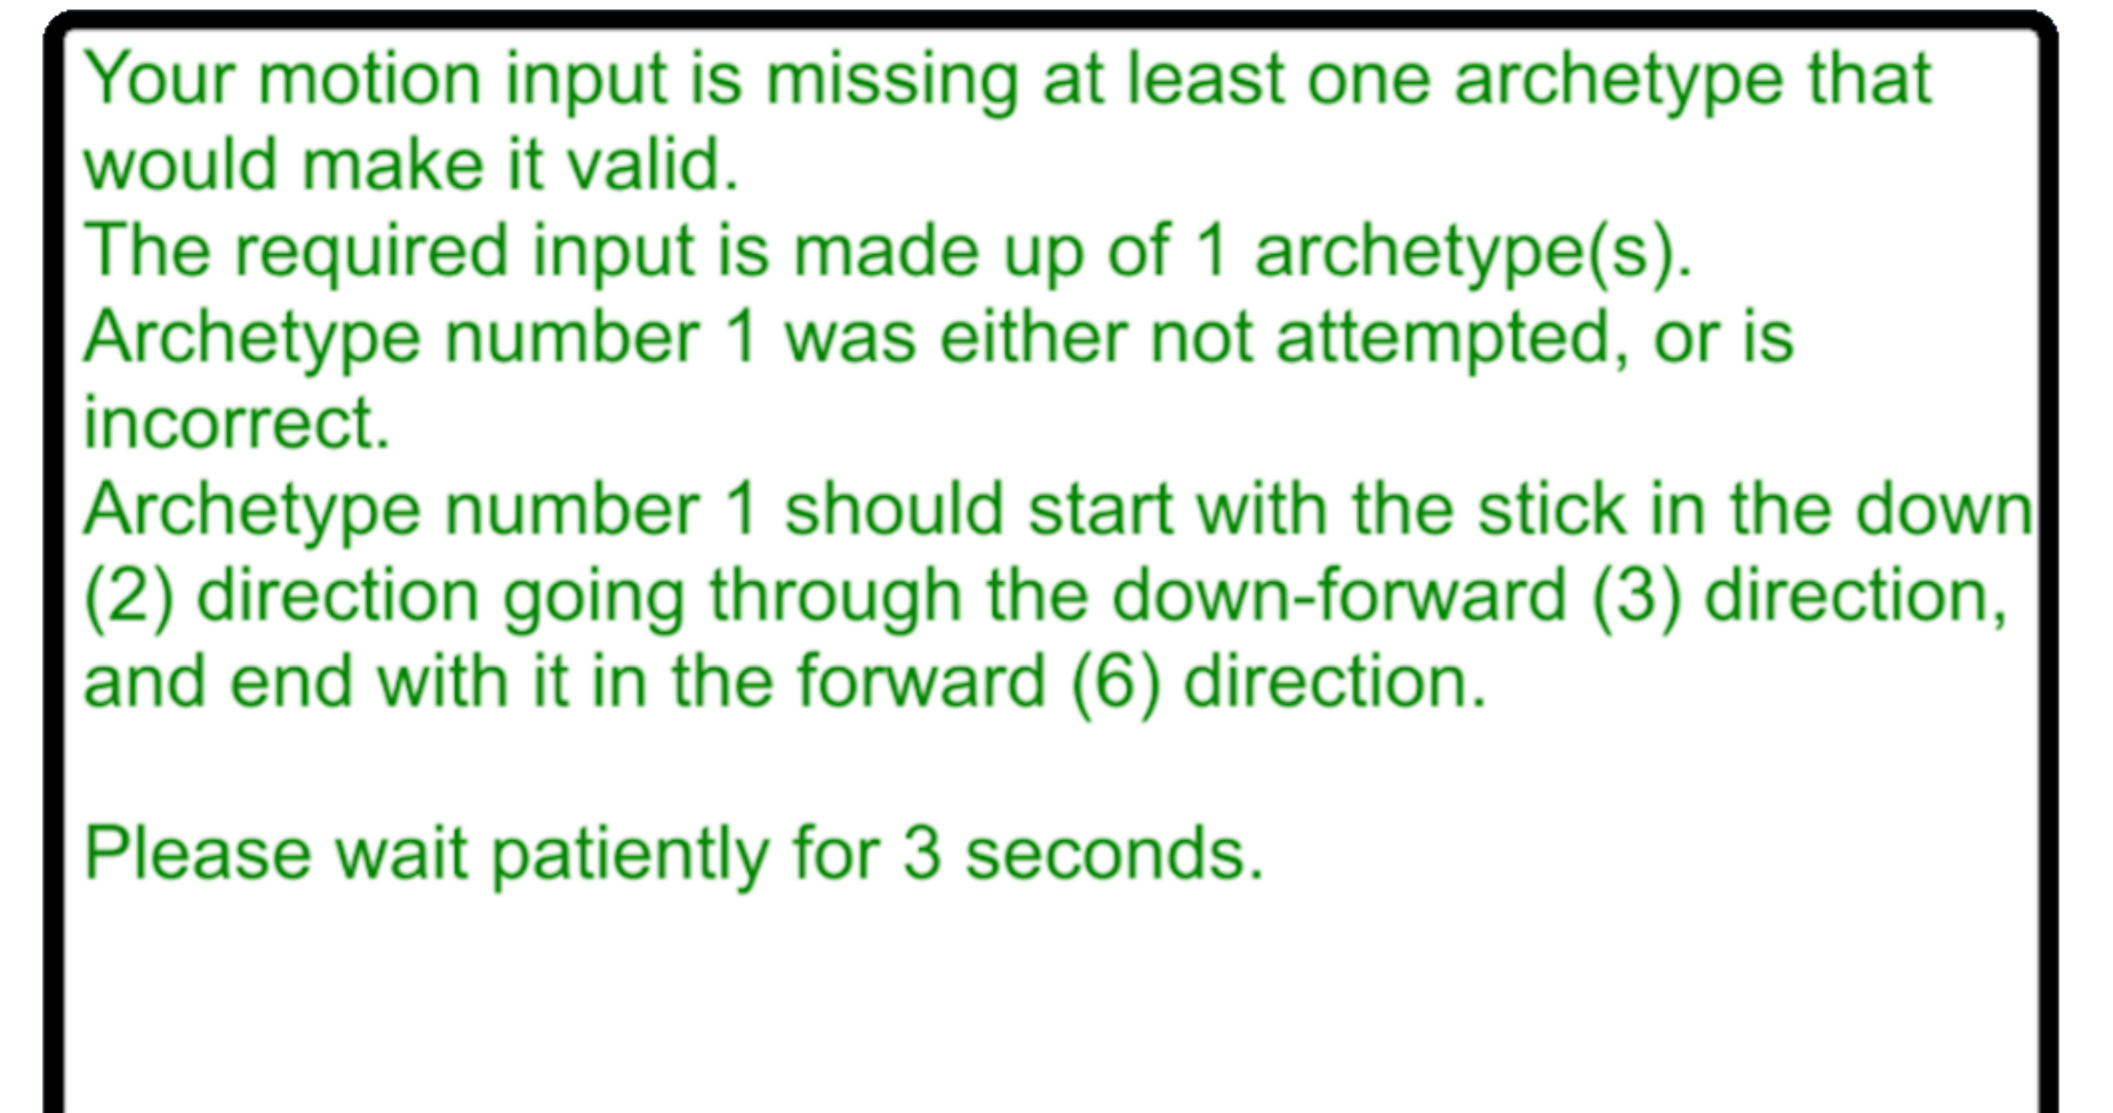 Your motion input is missing at least one archetype that
would make it valid.
The required input is made up of 1 archetype(s).
Archetype number 1 was either not attempted, or is
incorrect.
Archetype number 1 should start with the stick in the down
(2) direction going through the down-forward (3) direction,
and end with it in the forward (6) direction.
Please wait patiently for 3 seconds.